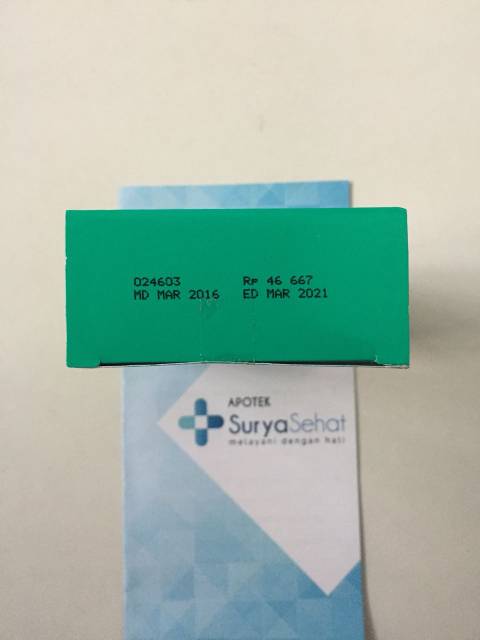 024603 Rp 46 667
MD MAR 2016 ED MAR 2021
APOTEK
SuryaSehat
melayani dengan hati